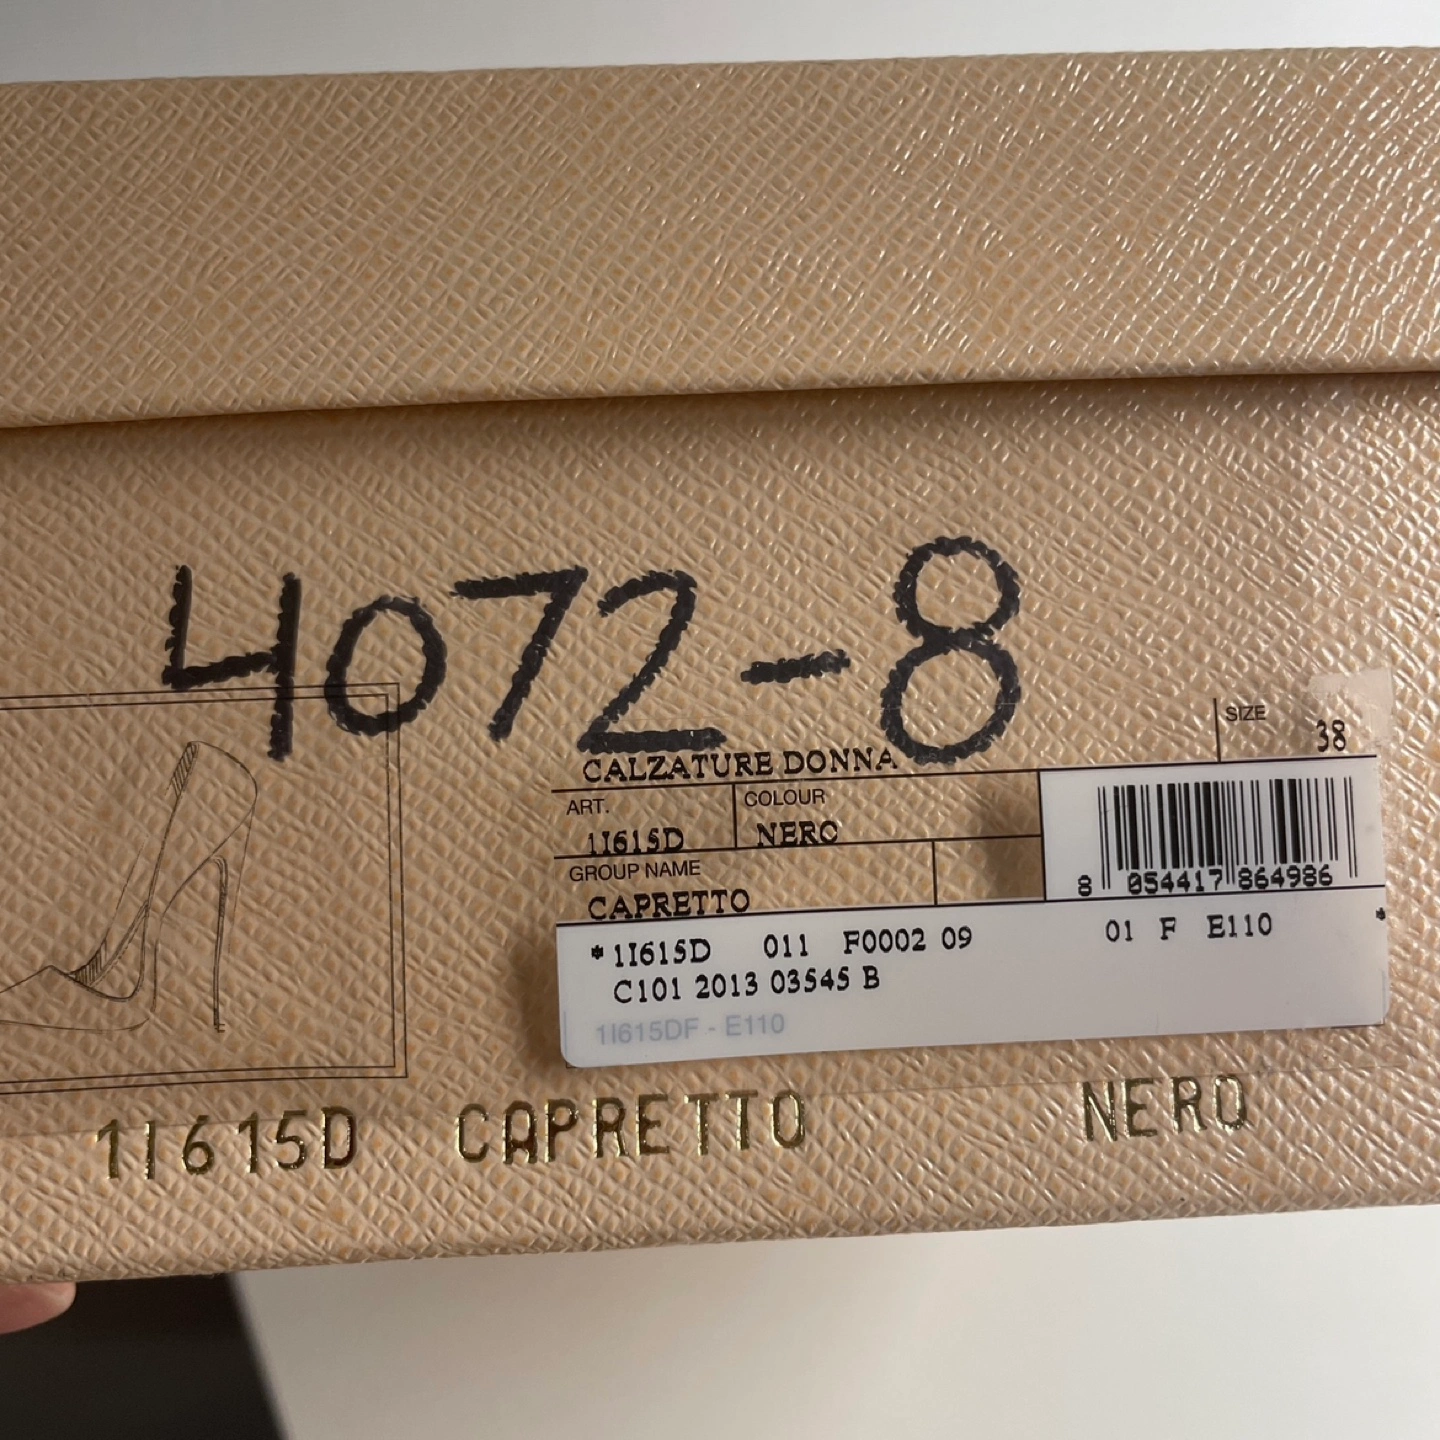 4072-8
CALZATURE DONNA
SIZE 38
ART. 1I615D
COLOUR NERO
GROUP NAME
CAPRETTO
8 054417 864986
*1I615D 011 F0002 09 01 F E110 *
C101 2013 03545 B
1I615DF - E110
1I615D CAPRETTO NERO